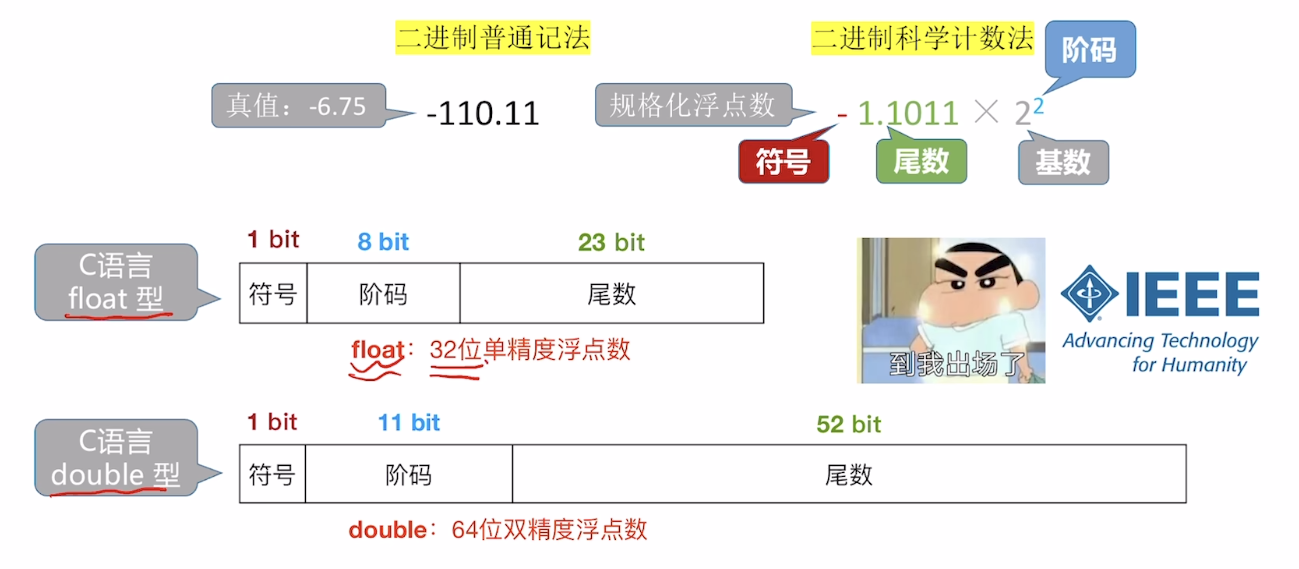 二进制普通记法
二进制科学计数法
阶码
真值：-6.75
-110.11
规格化浮点数
- 1.1011 × 2²
符号
尾数
基数
1 bit
8 bit
23 bit
C语言
float 型
符号
阶码
尾数
float：32位单精度浮点数
到我出场了
IEEE
Advancing Technology
for Humanity
1 bit
11 bit
52 bit
C语言
double 型
符号
阶码
尾数
double：64位双精度浮点数